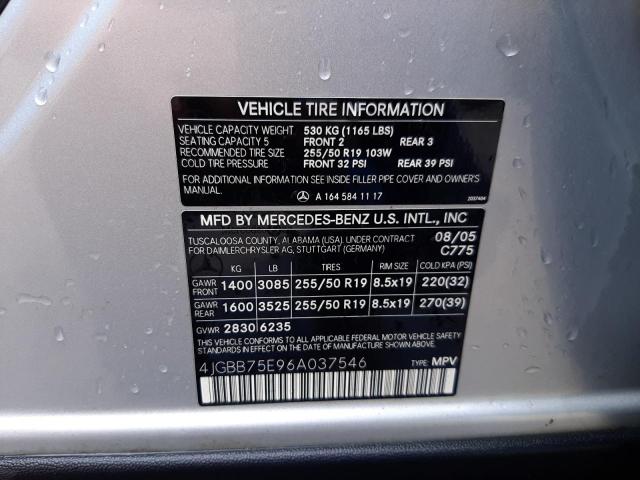 VEHICLE TIRE INFORMATION
VEHICLE CAPACITY WEIGHT 530 KG (1165 LBS)
SEATING CAPACITY 5 FRONT 2 REAR 3
RECOMMENDED TIRE SIZE 255/50 R19 103W
COLD TIRE PRESSURE FRONT 32 PSI REAR 39 PSI
FOR ADDITIONAL INFORMATION SEE INSIDE FILLER PIPE COVER AND OWNER'S
MANUAL.
A 164 584 11 17
2037404
MFD BY MERCEDES-BENZ U.S. INTL., INC
TUSCALOOSA COUNTY, ALABAMA (USA), UNDER CONTRACT 08/05
FOR DAIMLERCHRYSLER AG, STUTTGART (GERMANY) C775
KG LB TIRES RIM SIZE COLD KPA (PSI)
GAWR FRONT 1400 3085 255/50 R19 8.5x19 220(32)
GAWR REAR 1600 3525 255/50 R19 8.5x19 270(39)
GVWR 2830 6235
THIS VEHICLE CONFORMS TO ALL APPLICABLE FEDERAL MOTOR VEHICLE SAFETY
BUMPER AND THEFT PREVENTION STANDARDS IN EFFECT
ON THE DATE OF MANUFACTURE SHOWN ABOVE
4JGBB75E96A037546 TYPE: MPV